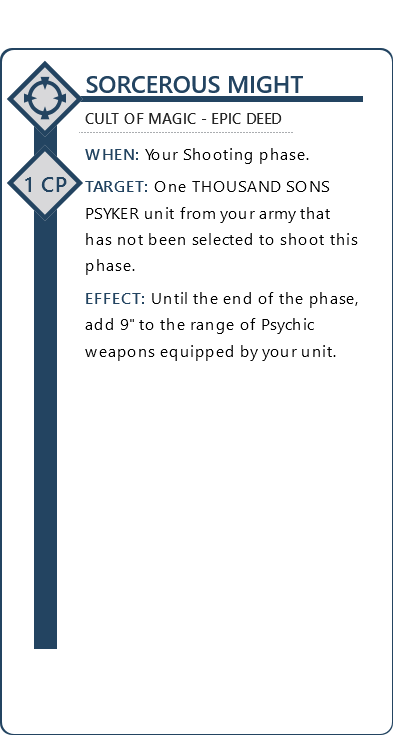 SORCEROUS MIGHT
CULT OF MAGIC - EPIC DEED
WHEN: Your Shooting phase.
1 CP
TARGET: One THOUSAND SONS
PSYKER unit from your army that
has not been selected to shoot this
phase.
EFFECT: Until the end of the phase,
add 9" to the range of Psychic
weapons equipped by your unit.